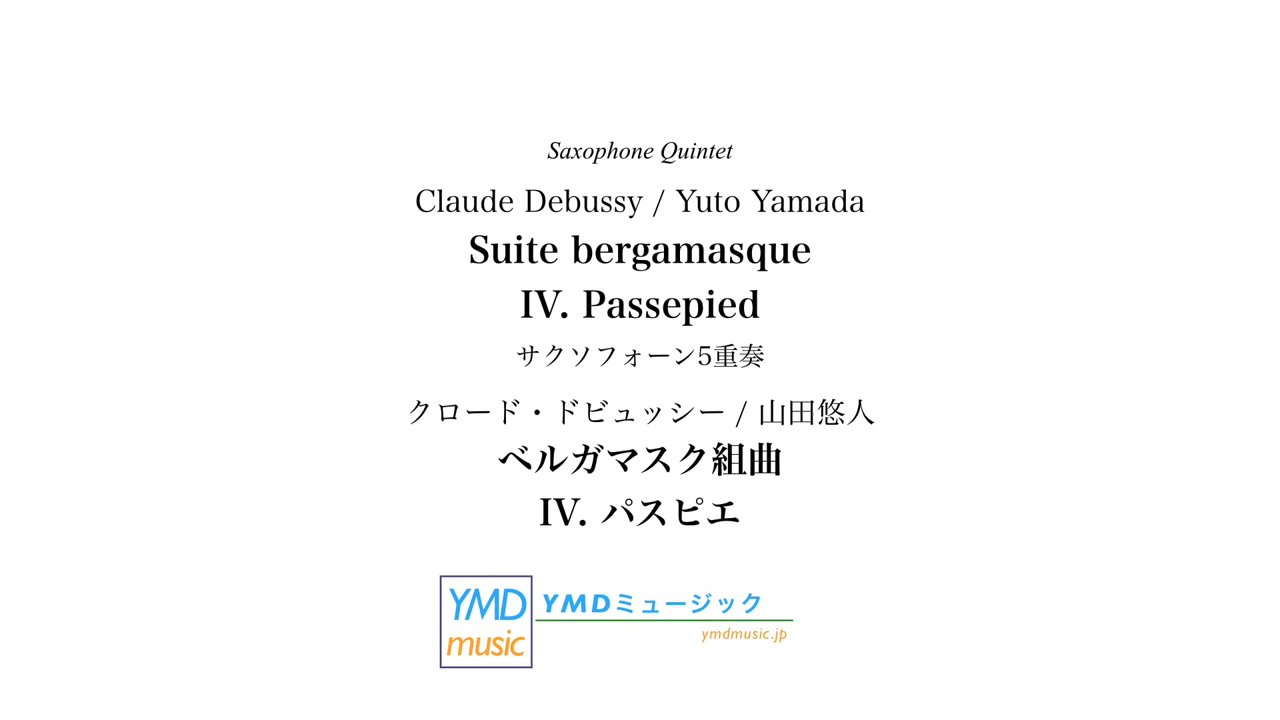 Saxophone Quintet
Claude Debussy / Yuto Yamada
Suite bergamasque
IV. Passepied
サクソフォーン5重奏
クロード・ドビュッシー / 山田悠人
ベルガマスク組曲
IV. パスピエ
YMD
music
YMDミュージック
ymdmusic.jp